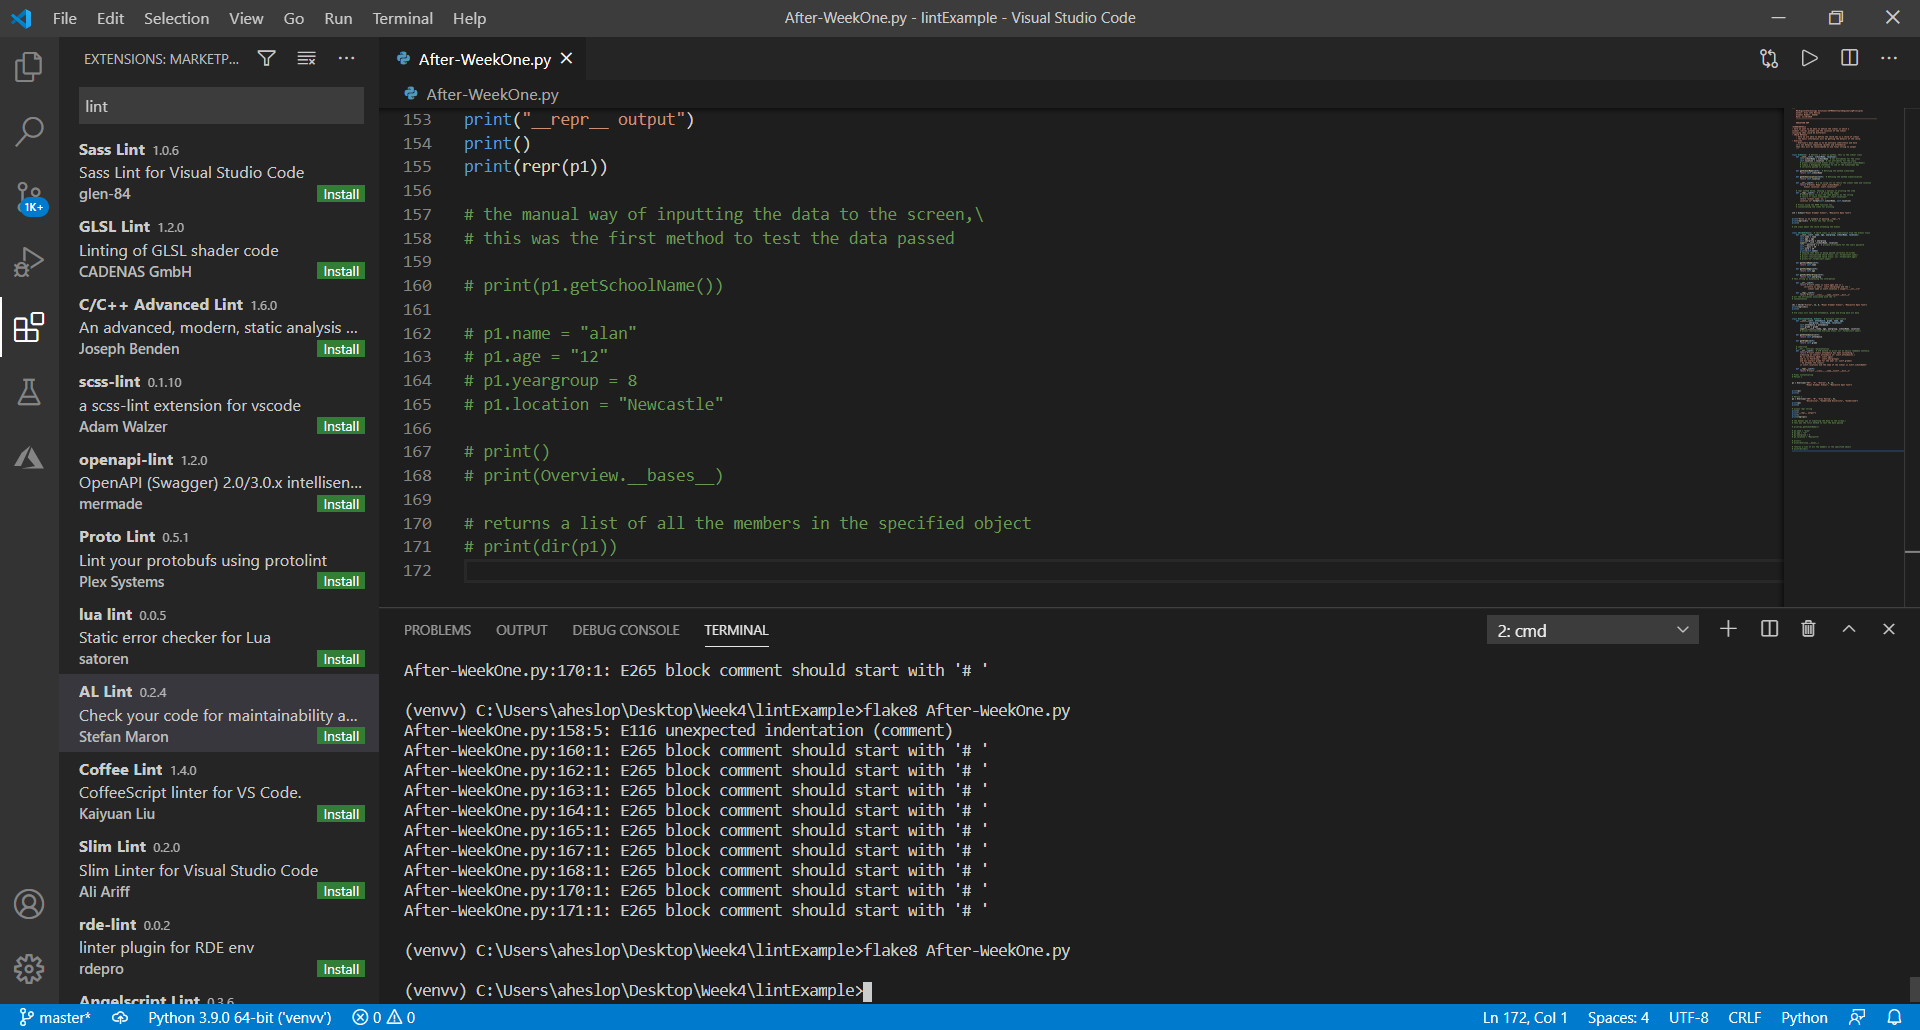 File Edit Selection View Go Run Terminal Help
After-WeekOne.py - lintExample - Visual Studio Code
EXTENSIONS: MARKETP...
lint
Sass Lint 1.0.6
Sass Lint for Visual Studio Code
glen-84 Install
GLSL Lint 1.2.0
Linting of GLSL shader code
CADENAS GmbH Install
C/C++ Advanced Lint 1.6.0
An advanced, modern, static analysis ...
Joseph Benden Install
scss-lint 0.1.10
a scss-lint extension for vscode
Adam Walzer Install
openapi-lint 1.2.0
OpenAPI (Swagger) 2.0/3.0.x intellisen...
mermade Install
Proto Lint 0.5.1
Lint your protobufs using protolint
Plex Systems Install
lua lint 0.0.5
Static error checker for Lua
satoren Install
AL Lint 0.2.4
Check your code for maintainability a...
Stefan Maron Install
Coffee Lint 1.4.0
CoffeeScript linter for VS Code.
Kaiyuan Liu Install
Slim Lint 0.2.0
Slim Linter for Visual Studio Code
Ali Ariff Install
rde-lint 0.0.2
linter plugin for RDE env
rdepro Install
Angelscript Lint 0.3.6
1K+
After-WeekOne.py
After-WeekOne.py
153 print("__repr__ output")
154 print()
155 print(repr(p1))
156
157 # the manual way of inputting the data to the screen,\
158 # this was the first method to test the data passed
159
160 # print(p1.getSchoolName())
161
162 # p1.name = "alan"
163 # p1.age = "12"
164 # p1.yeargroup = 8
165 # p1.location = "Newcastle"
166
167 # print()
168 # print(Overview.__bases__)
169
170 # returns a list of all the members in the specified object
171 # print(dir(p1))
172
PROBLEMS OUTPUT DEBUG CONSOLE TERMINAL
2: cmd
After-WeekOne.py:170:1: E265 block comment should start with '# '
(venvv) C:\Users\aheslop\Desktop\Week4\lintExample>flake8 After-WeekOne.py
After-WeekOne.py:158:5: E116 unexpected indentation (comment)
After-WeekOne.py:160:1: E265 block comment should start with '# '
After-WeekOne.py:162:1: E265 block comment should start with '# '
After-WeekOne.py:163:1: E265 block comment should start with '# '
After-WeekOne.py:164:1: E265 block comment should start with '# '
After-WeekOne.py:165:1: E265 block comment should start with '# '
After-WeekOne.py:167:1: E265 block comment should start with '# '
After-WeekOne.py:168:1: E265 block comment should start with '# '
After-WeekOne.py:170:1: E265 block comment should start with '# '
After-WeekOne.py:171:1: E265 block comment should start with '# '
(venvv) C:\Users\aheslop\Desktop\Week4\lintExample>flake8 After-WeekOne.py
(venvv) C:\Users\aheslop\Desktop\Week4\lintExample>
master* Python 3.9.0 64-bit ('venvv') 0 0
Ln 172, Col 1 Spaces: 4 UTF-8 CRLF Python